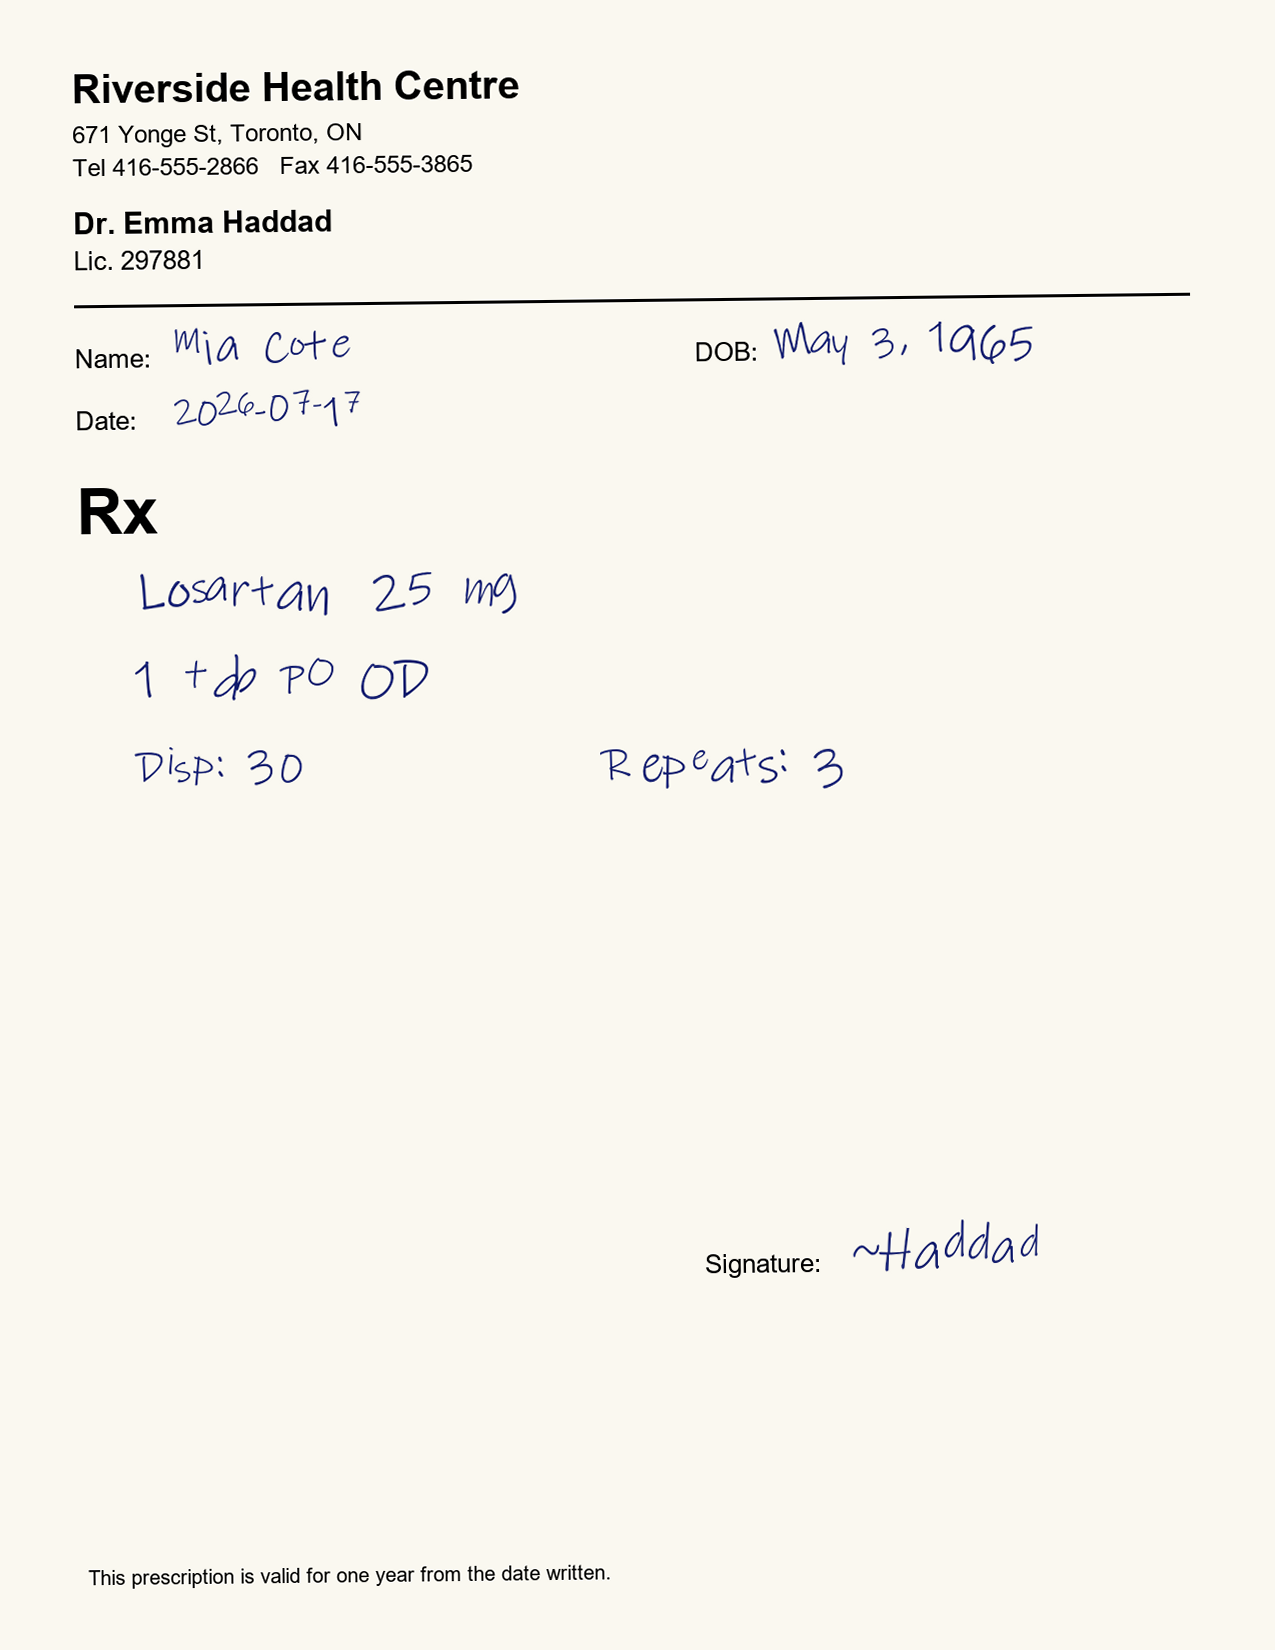 Riverside Health Centre
671 Yonge St, Toronto, ON
Tel 416-555-2866 Fax 416-555-3865
Dr. Emma Haddad
Lic. 297881
Name: Mia Cote DOB: May 3, 1965
Date: 2026-07-17
Rx
Losartan 25 mg
1 tab PO OD
Disp: 30 Repeats: 3
Signature: ~Haddad
This prescription is valid for one year from the date written.